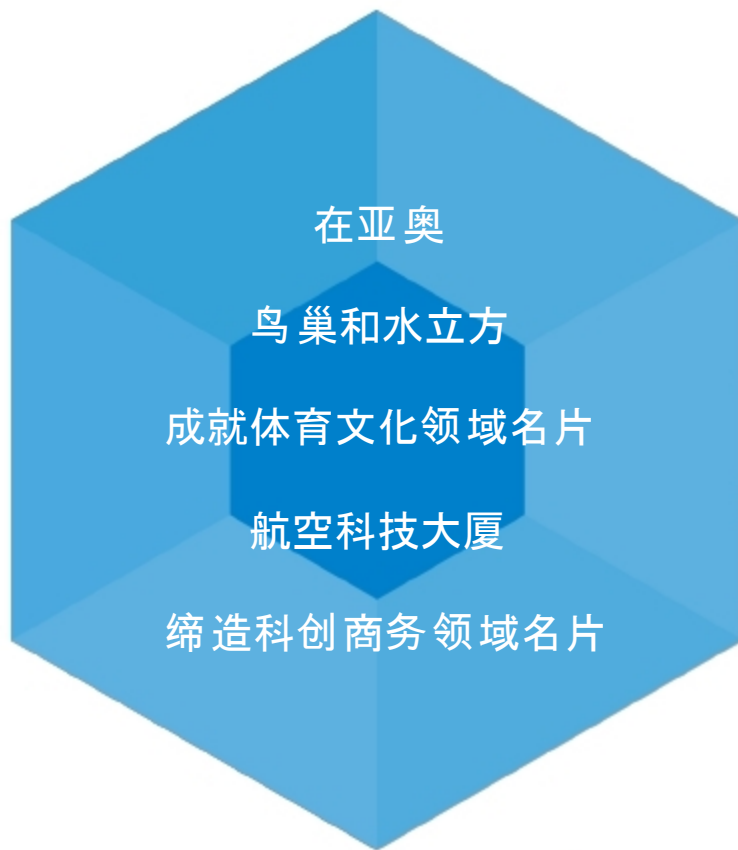 在亚奥
鸟巢和水立方
成就体育文化领域名片
航空科技大厦
缔造科创商务领域名片